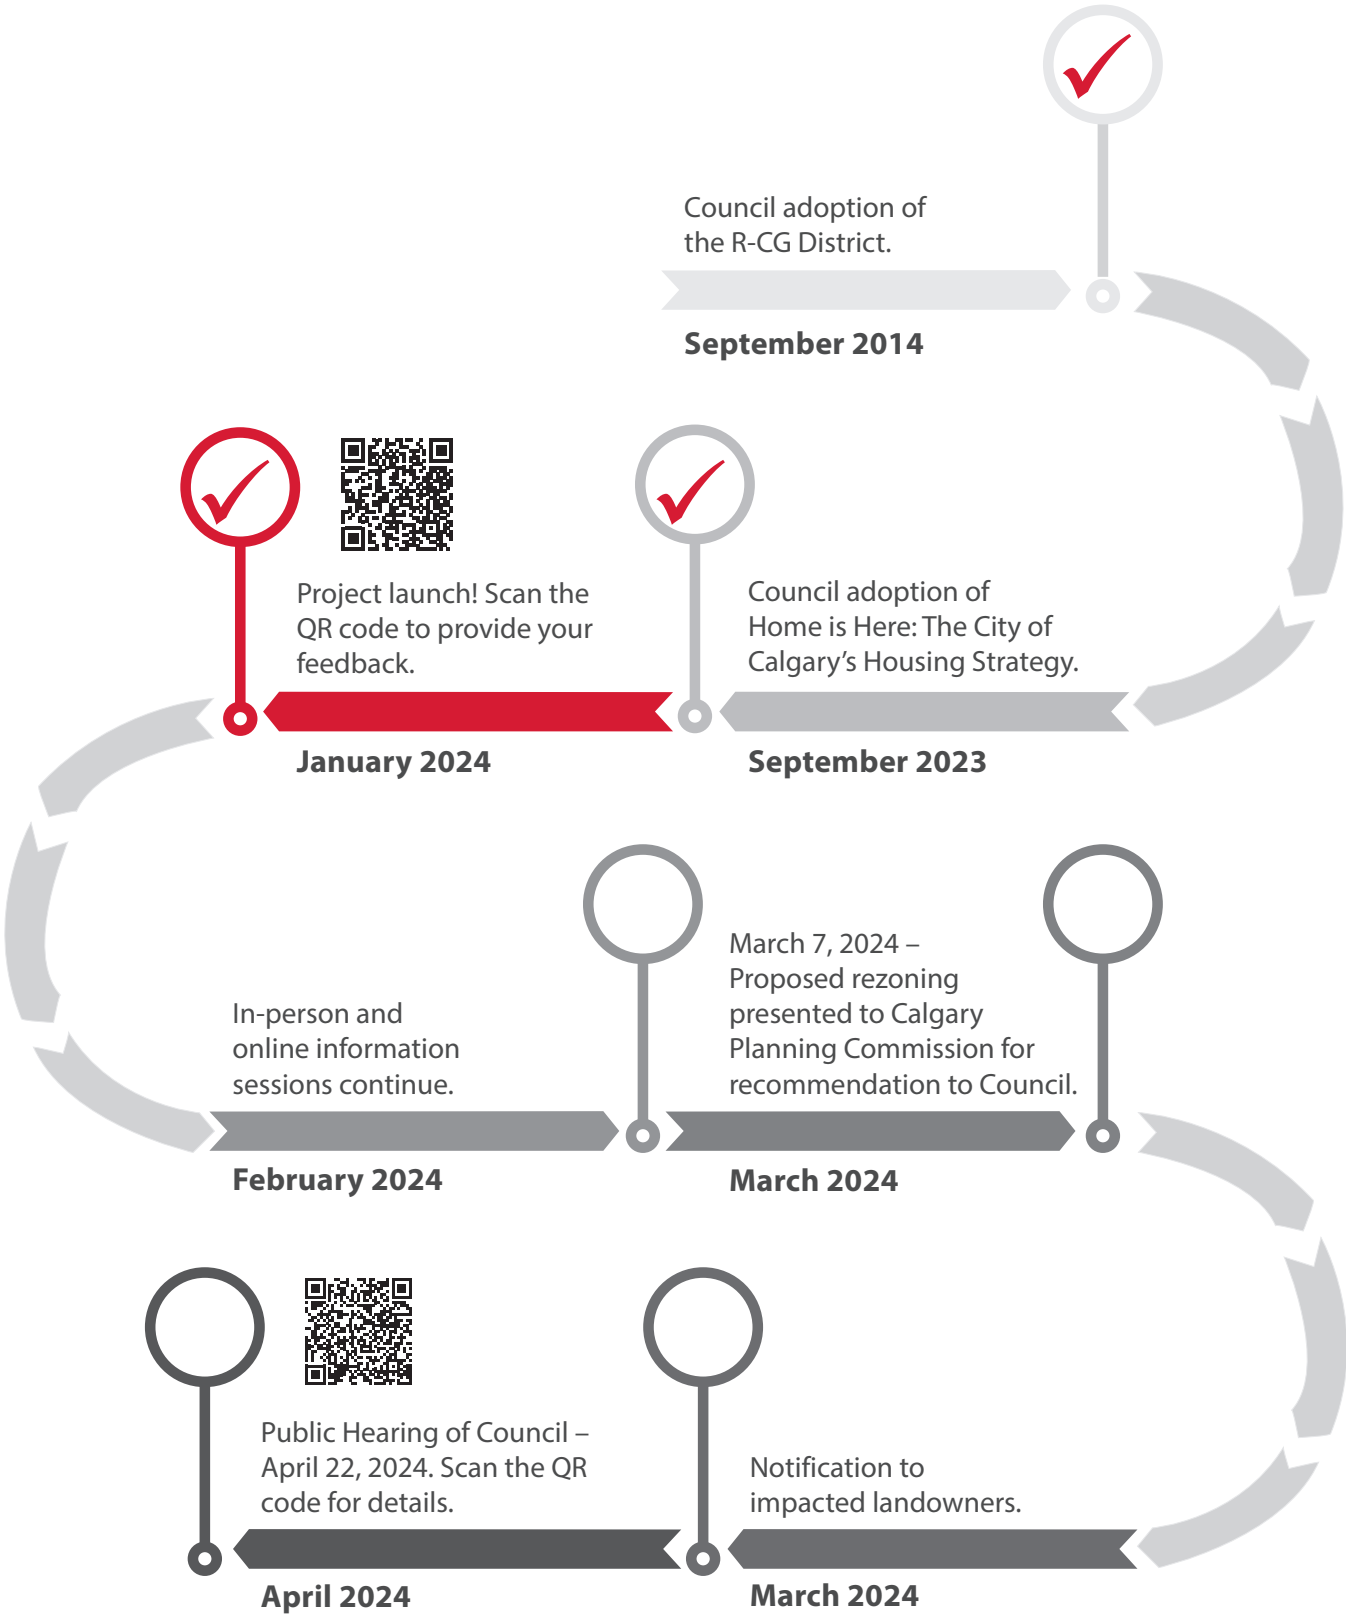 Council adoption of
the R-CG District.
September 2014
Council adoption of
Home is Here: The City of
Calgary’s Housing Strategy.
September 2023
Project launch! Scan the
QR code to provide your
feedback.
January 2024
In-person and
online information
sessions continue.
February 2024
March 7, 2024 –
Proposed rezoning
presented to Calgary
Planning Commission for
recommendation to Council.
March 2024
Notification to
impacted landowners.
March 2024
Public Hearing of Council –
April 22, 2024. Scan the QR
code for details.
April 2024